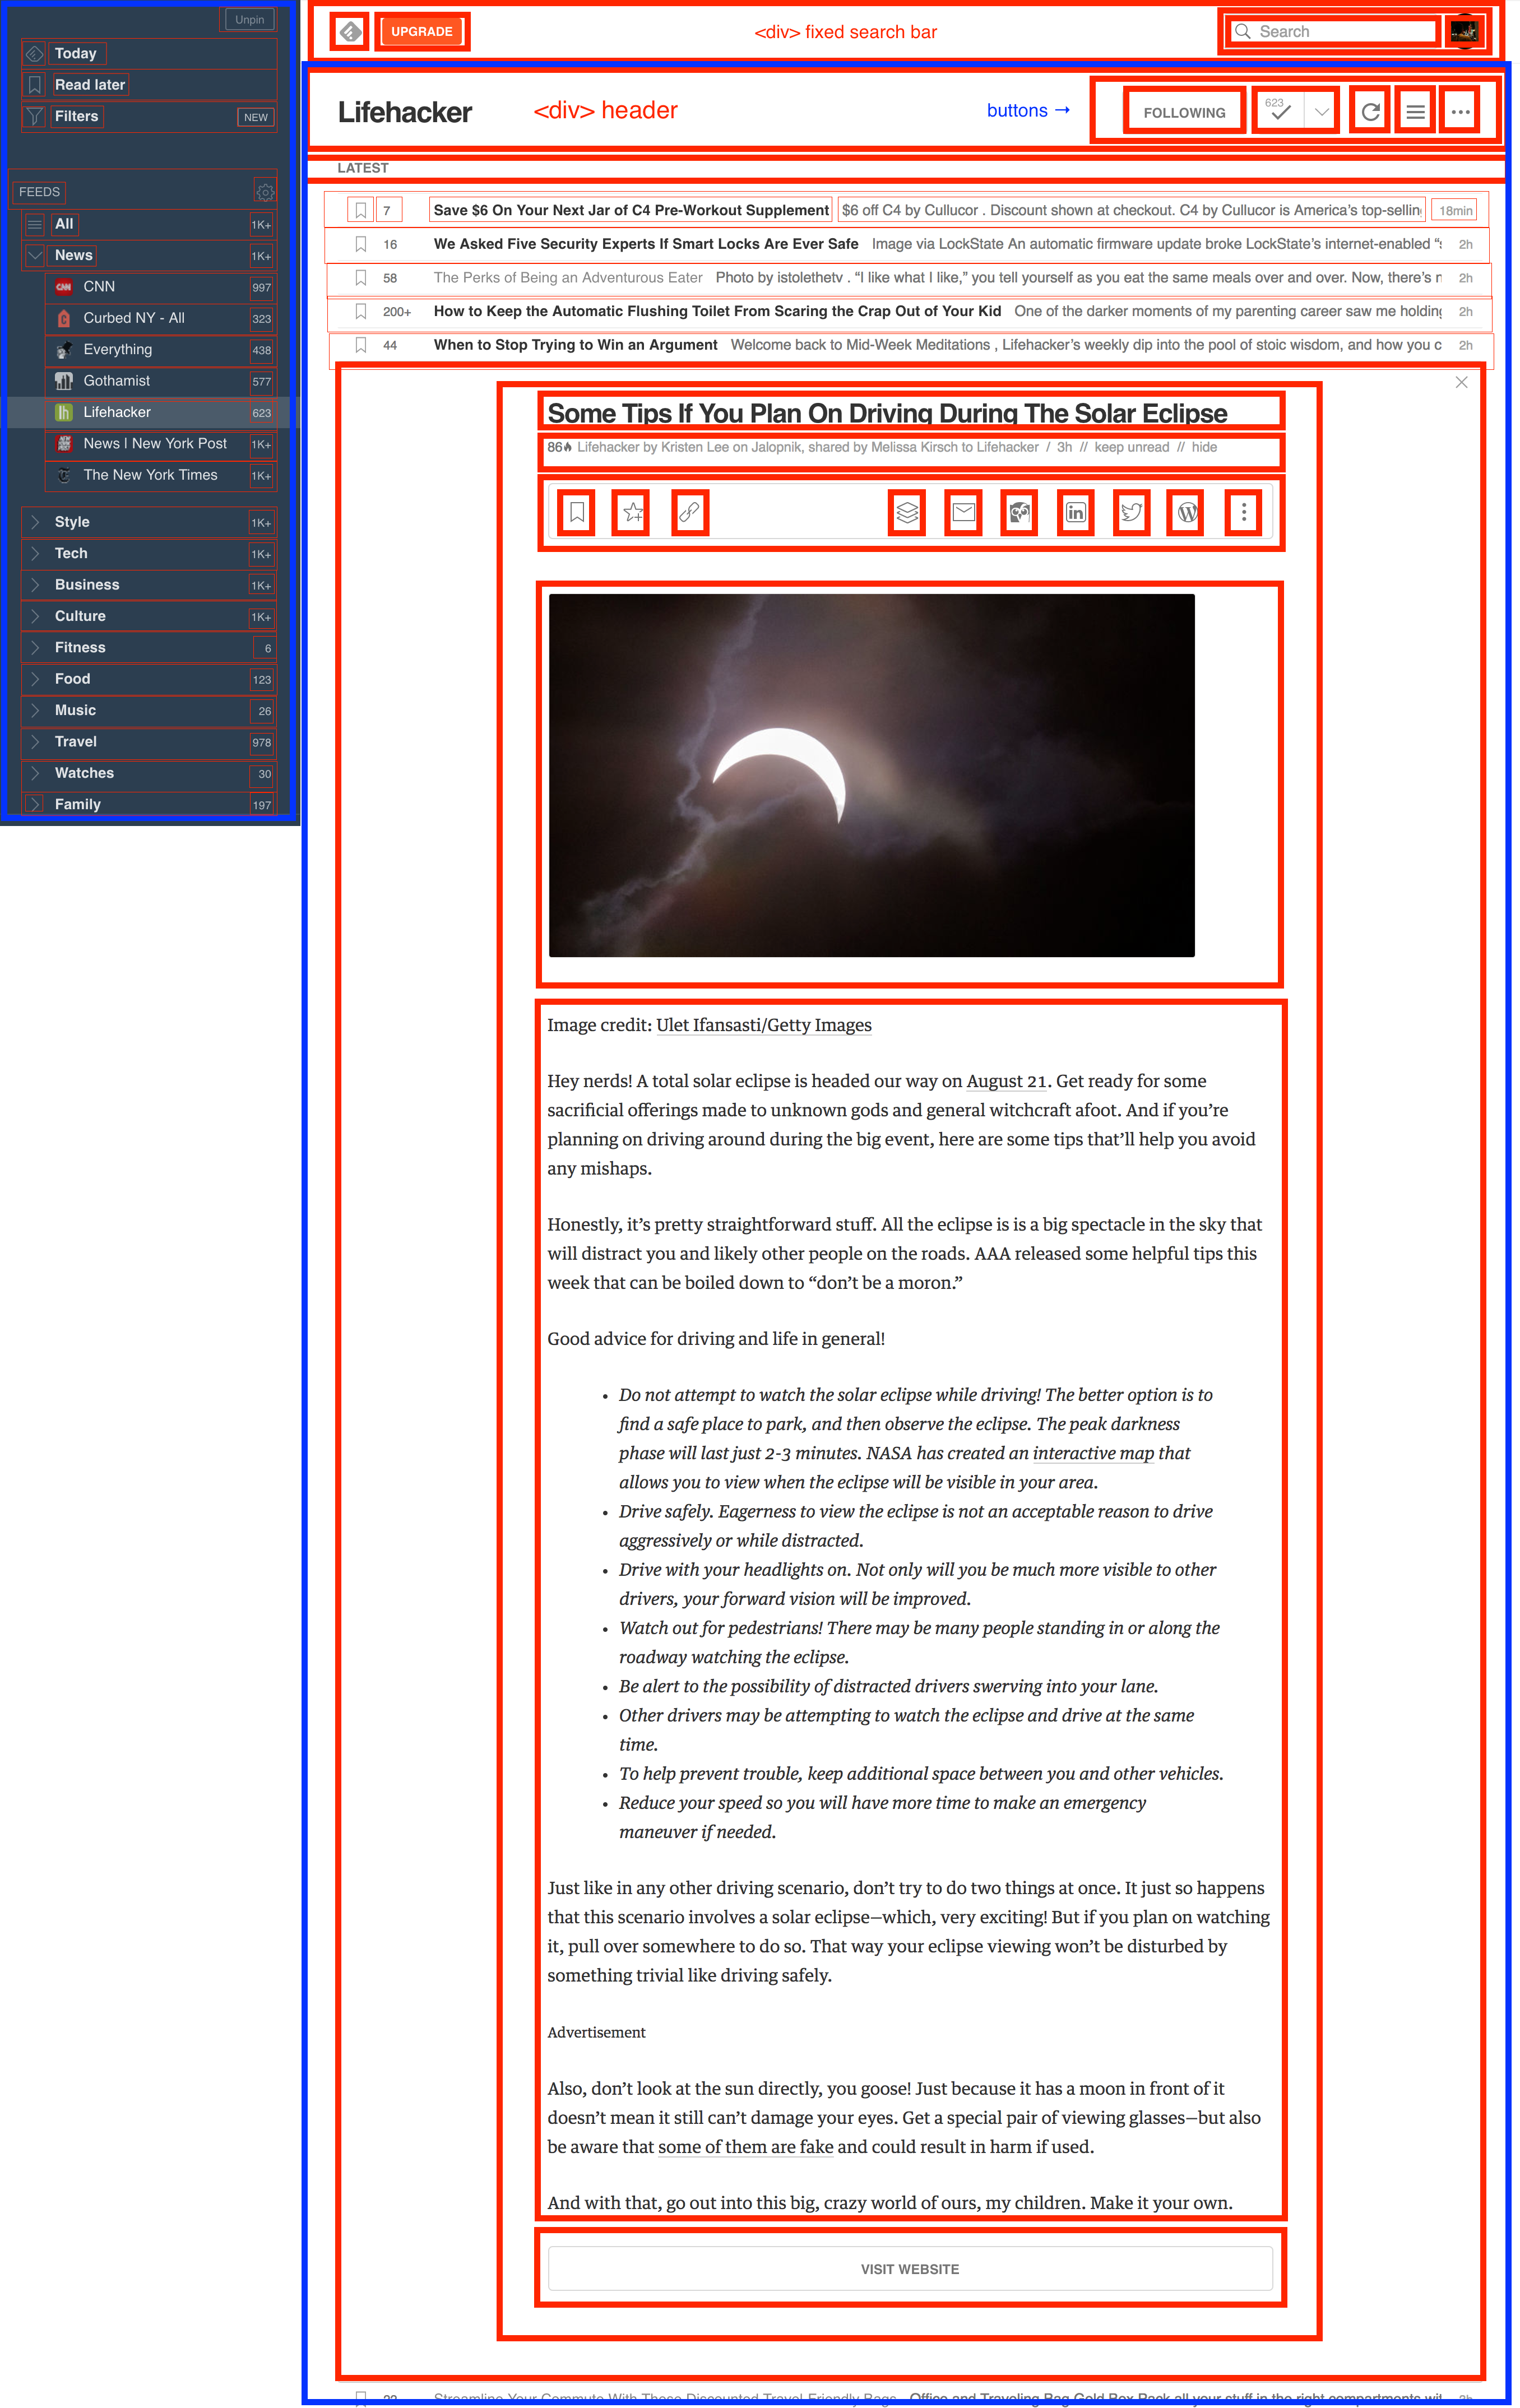 Unpin
Today
Read later
Filters NEW
FEEDS
All 1K+
News 1K+
CNN 997
Curbed NY - All 323
Everything 438
Gothamist 577
Lifehacker 623
News | New York Post 1K+
The New York Times 1K+
Style 1K+
Tech 1K+
Business 1K+
Culture 1K+
Fitness 6
Food 123
Music 26
Travel 978
Watches 30
Family 197
UPGRADE <div> fixed search bar Search
Lifehacker <div> header buttons → FOLLOWING 623
LATEST
7 Save $6 On Your Next Jar of C4 Pre-Workout Supplement $6 off C4 by Cullucor . Discount shown at checkout. C4 by Cullucor is America's top-sellin 18min
16 We Asked Five Security Experts If Smart Locks Are Ever Safe Image via LockState An automatic firmware update broke LockState's internet-enabled “s 2h
58 The Perks of Being an Adventurous Eater Photo by istolethetv . “I like what I like,” you tell yourself as you eat the same meals over and over. Now, there's 2h
200+ How to Keep the Automatic Flushing Toilet From Scaring the Crap Out of Your Kid One of the darker moments of my parenting career saw me holding 2h
44 When to Stop Trying to Win an Argument Welcome back to Mid-Week Meditations , Lifehacker's weekly dip into the pool of stoic wisdom, and how you c 2h
Some Tips If You Plan On Driving During The Solar Eclipse
86 Lifehacker by Kristen Lee on Jalopnik, shared by Melissa Kirsch to Lifehacker / 3h // keep unread // hide
Image credit: Ulet Ifansasti/Getty Images
Hey nerds! A total solar eclipse is headed our way on August 21. Get ready for some
sacrificial offerings made to unknown gods and general witchcraft afoot. And if you’re
planning on driving around during the big event, here are some tips that’ll help you avoid
any mishaps.
Honestly, it’s pretty straightforward stuff. All the eclipse is is a big spectacle in the sky that
will distract you and likely other people on the roads. AAA released some helpful tips this
week that can be boiled down to “don’t be a moron.”
Good advice for driving and life in general!
• Do not attempt to watch the solar eclipse while driving! The better option is to
find a safe place to park, and then observe the eclipse. The peak darkness
phase will last just 2-3 minutes. NASA has created an interactive map that
allows you to view when the eclipse will be visible in your area.
• Drive safely. Eagerness to view the eclipse is not an acceptable reason to drive
aggressively or while distracted.
• Drive with your headlights on. Not only will you be much more visible to other
drivers, your forward vision will be improved.
• Watch out for pedestrians! There may be many people standing in or along the
roadway watching the eclipse.
• Be alert to the possibility of distracted drivers swerving into your lane.
• Other drivers may be attempting to watch the eclipse and drive at the same
time.
• To help prevent trouble, keep additional space between you and other vehicles.
• Reduce your speed so you will have more time to make an emergency
maneuver if needed.
Just like in any other driving scenario, don’t try to do two things at once. It just so happens
that this scenario involves a solar eclipse—which, very exciting! But if you plan on watching
it, pull over somewhere to do so. That way your eclipse viewing won’t be disturbed by
something trivial like driving safely.
Advertisement
Also, don’t look at the sun directly, you goose! Just because it has a moon in front of it
doesn’t mean it still can’t damage your eyes. Get a special pair of viewing glasses—but also
be aware that some of them are fake and could result in harm if used.
And with that, go out into this big, crazy world of ours, my children. Make it your own.
VISIT WEBSITE